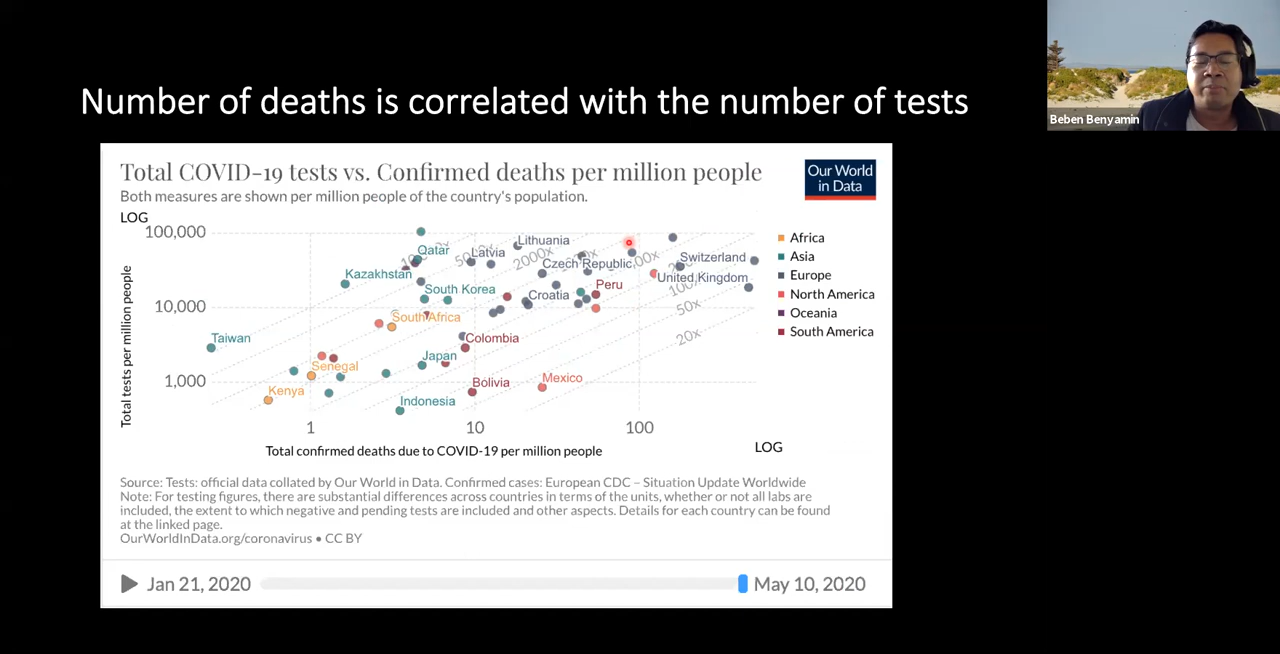 Number of deaths is correlated with the number of tests
Beben Benyamin
Total COVID-19 tests vs. Confirmed deaths per million people
Our World
in Data
Both measures are shown per million people of the country's population.
LOG
100,000
10,000
1,000
Total tests per million people
Qatar
Latvia
Lithuania
2000x
Czech Republic
Switzerland
Kazakhstan
United Kingdom
South Korea
Croatia
Peru
50x
South Africa
20x
Taiwan
Colombia
Japan
Senegal
Bolivia
Mexico
Kenya
Indonesia
1
10
100
Total confirmed deaths due to COVID-19 per million people
LOG
Africa
Asia
Europe
North America
Oceania
South America
Source: Tests: official data collated by Our World in Data. Confirmed cases: European CDC – Situation Update Worldwide
Note: For testing figures, there are substantial differences across countries in terms of the units, whether or not all labs are
included, the extent to which negative and pending tests are included and other aspects. Details for each country can be found
at the linked page.
OurWorldInData.org/coronavirus • CC BY
Jan 21, 2020
May 10, 2020